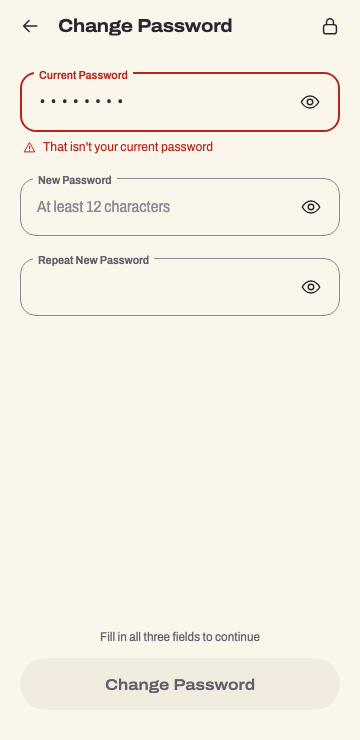 Change Password
Current Password
••••••••
That isn't your current password
New Password
At least 12 characters
Repeat New Password
Fill in all three fields to continue
Change Password